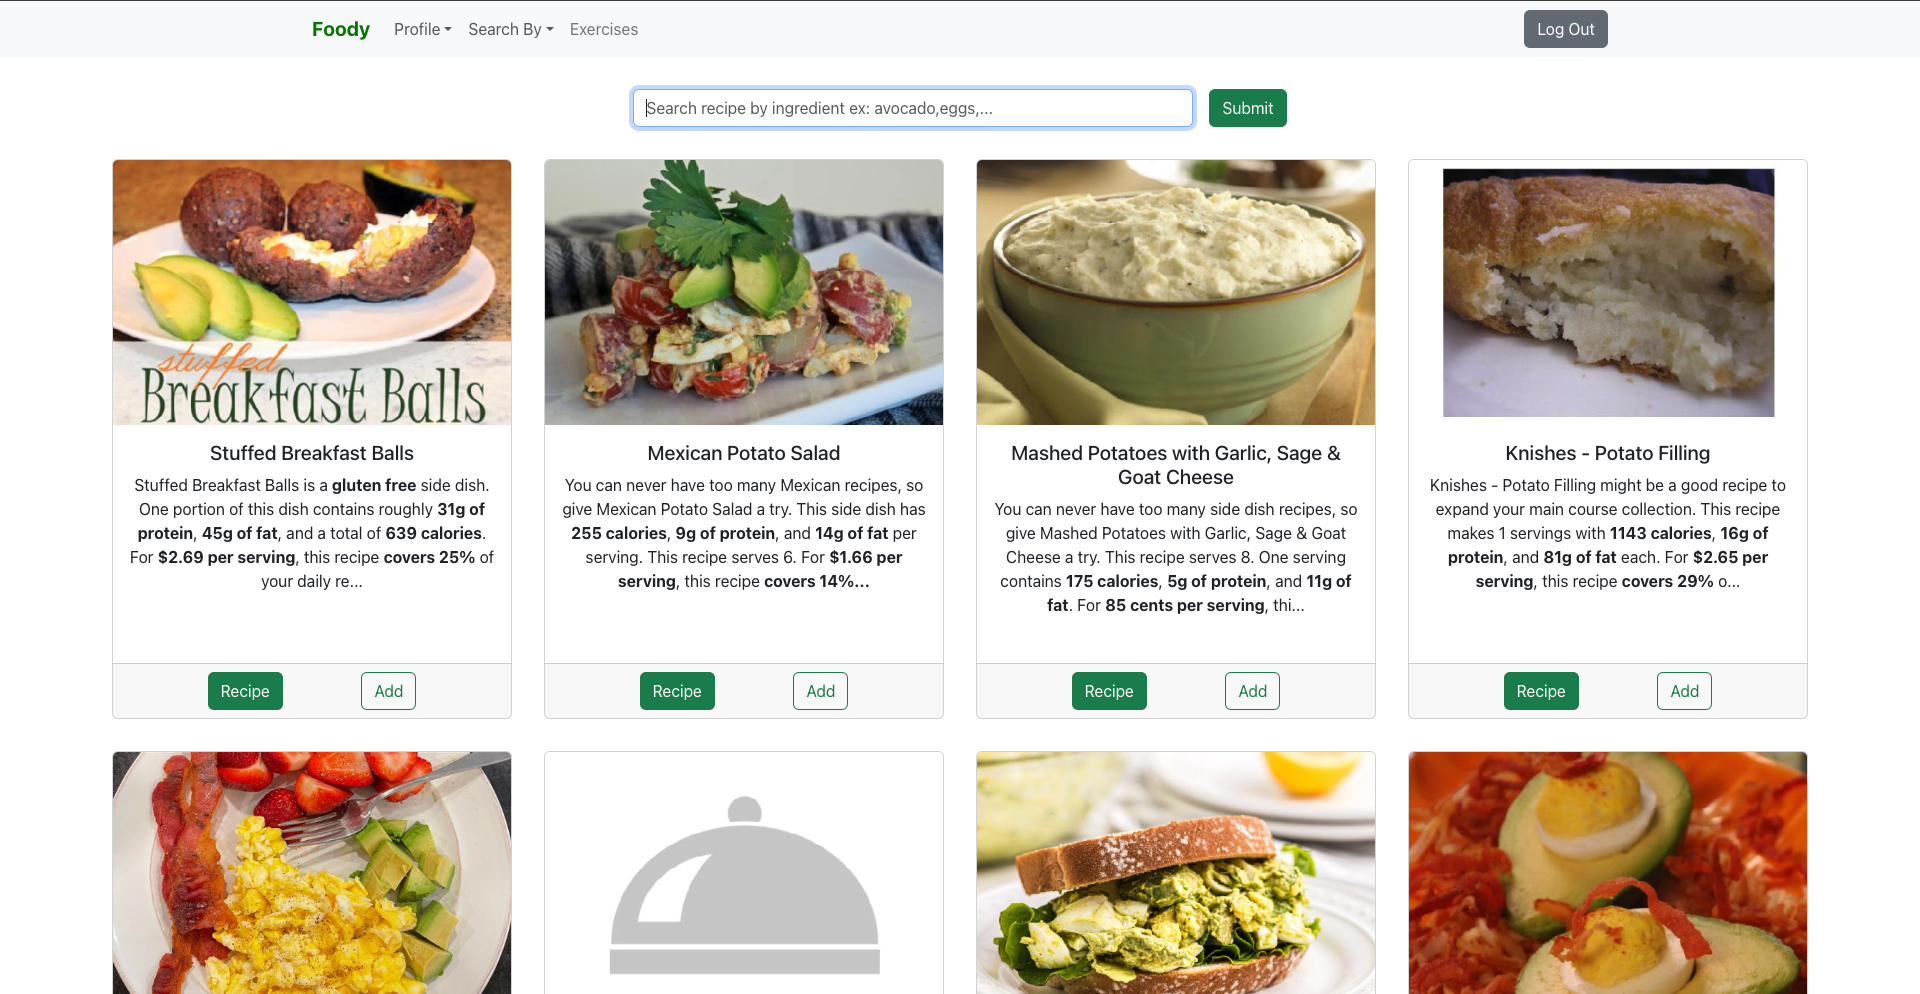 Foody Profile Search By Exercises Log Out
Search recipe by ingredient ex: avocado,eggs,... Submit
stuffed
Breakfast Balls
Stuffed Breakfast Balls
Stuffed Breakfast Balls is a gluten free side dish.
One portion of this dish contains roughly 31g of
protein, 45g of fat, and a total of 639 calories.
For $2.69 per serving, this recipe covers 25% of
your daily re...
Recipe Add
Mexican Potato Salad
You can never have too many Mexican recipes, so
give Mexican Potato Salad a try. This side dish has
255 calories, 9g of protein, and 14g of fat per
serving. This recipe serves 6. For $1.66 per
serving, this recipe covers 14%...
Recipe Add
Mashed Potatoes with Garlic, Sage &
Goat Cheese
You can never have too many side dish recipes, so
give Mashed Potatoes with Garlic, Sage & Goat
Cheese a try. This recipe serves 8. One serving
contains 175 calories, 5g of protein, and 11g of
fat. For 85 cents per serving, thi...
Recipe Add
Knishes - Potato Filling
Knishes - Potato Filling might be a good recipe to
expand your main course collection. This recipe
makes 1 servings with 1143 calories, 16g of
protein, and 81g of fat each. For $2.65 per
serving, this recipe covers 29% o...
Recipe Add